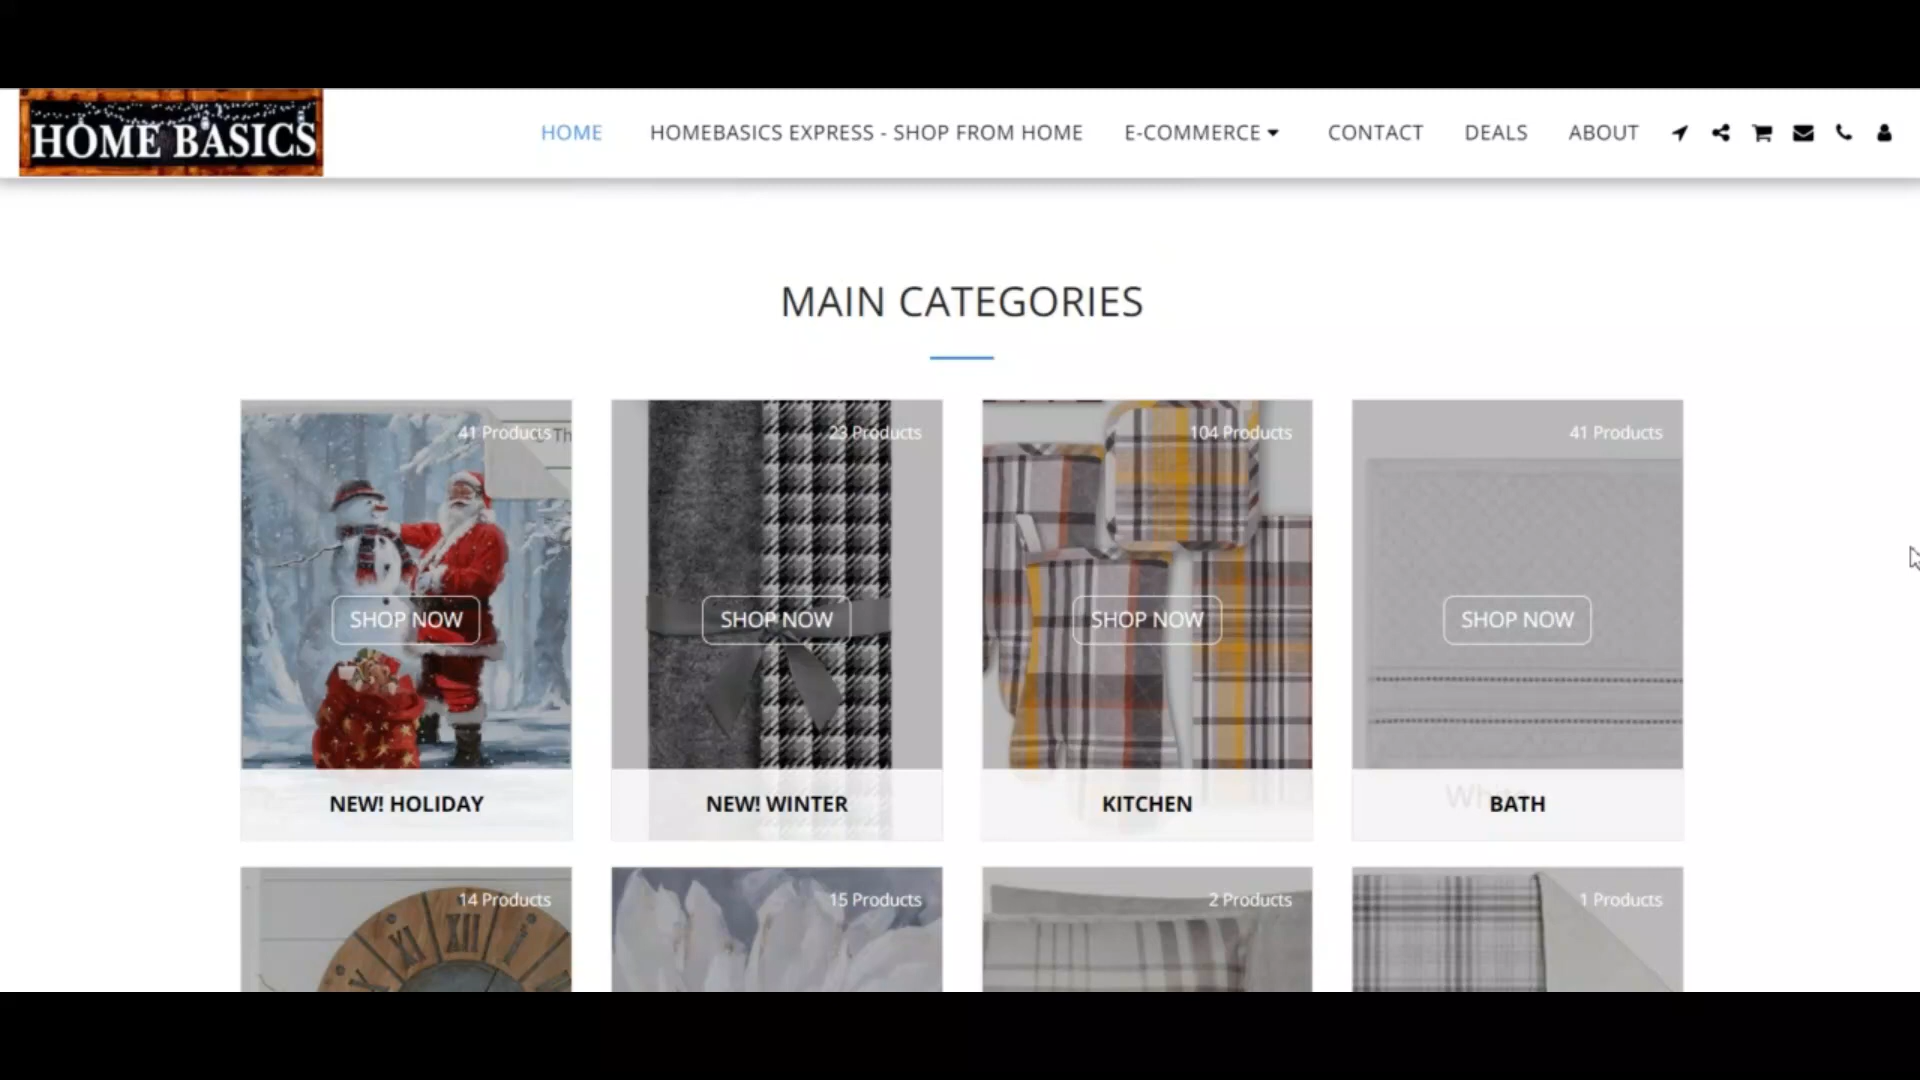 HOME BASICS
HOME
HOMEBASICS EXPRESS - SHOP FROM HOME
E-COMMERCE
CONTACT
DEALS
ABOUT
MAIN CATEGORIES
41 Products
23 Products
104 Products
41 Products
SHOP NOW
SHOP NOW
SHOP NOW
SHOP NOW
NEW! HOLIDAY
NEW! WINTER
KITCHEN
BATH
14 Products
15 Products
2 Products
1 Products
XI
XII
I
X